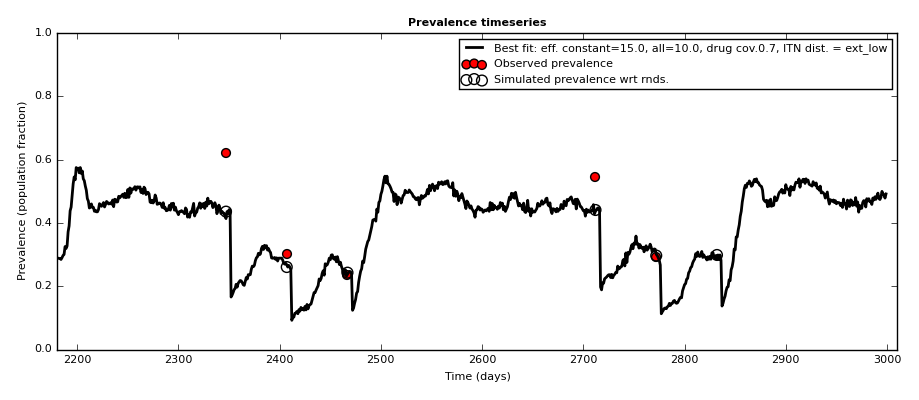 Prevalence timeseries
Best fit: eff. constant=15.0, all=10.0, drug cov.0.7, ITN dist. = ext_low
Observed prevalence
Simulated prevalence wrt rnds.
Prevalence (population fraction)
1.0
0.8
0.6
0.4
0.2
0.0
2200 2300 2400 2500 2600 2700 2800 2900 3000
Time (days)